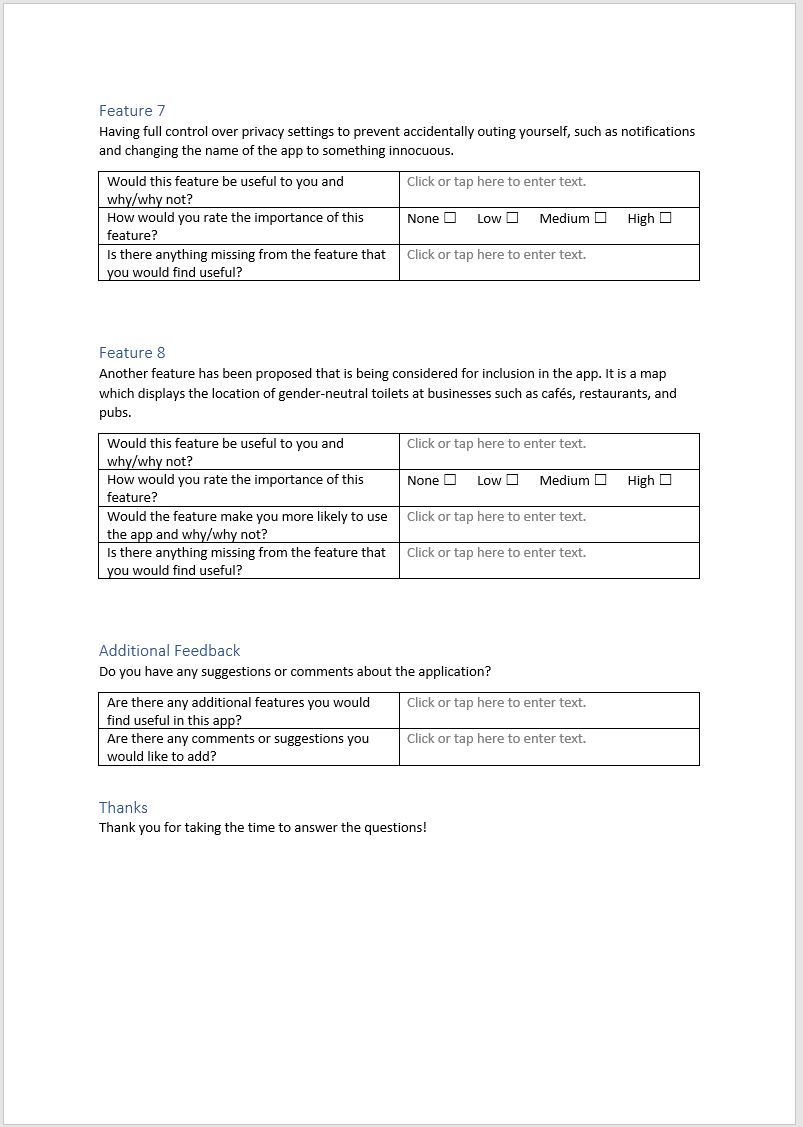 Feature 7
Having full control over privacy settings to prevent accidentally outing yourself, such as notifications
and changing the name of the app to something innocuous.
Would this feature be useful to you and
why/why not?
Click or tap here to enter text.
How would you rate the importance of this
feature?
None ☐ Low ☐ Medium ☐ High ☐
Is there anything missing from the feature that
you would find useful?
Click or tap here to enter text.
Feature 8
Another feature has been proposed that is being considered for inclusion in the app. It is a map
which displays the location of gender-neutral toilets at businesses such as cafés, restaurants, and
pubs.
Would this feature be useful to you and
why/why not?
Click or tap here to enter text.
How would you rate the importance of this
feature?
None ☐ Low ☐ Medium ☐ High ☐
Would the feature make you more likely to use
the app and why/why not?
Click or tap here to enter text.
Is there anything missing from the feature that
you would find useful?
Click or tap here to enter text.
Additional Feedback
Do you have any suggestions or comments about the application?
Are there any additional features you would
find useful in this app?
Click or tap here to enter text.
Are there any comments or suggestions you
would like to add?
Click or tap here to enter text.
Thanks
Thank you for taking the time to answer the questions!